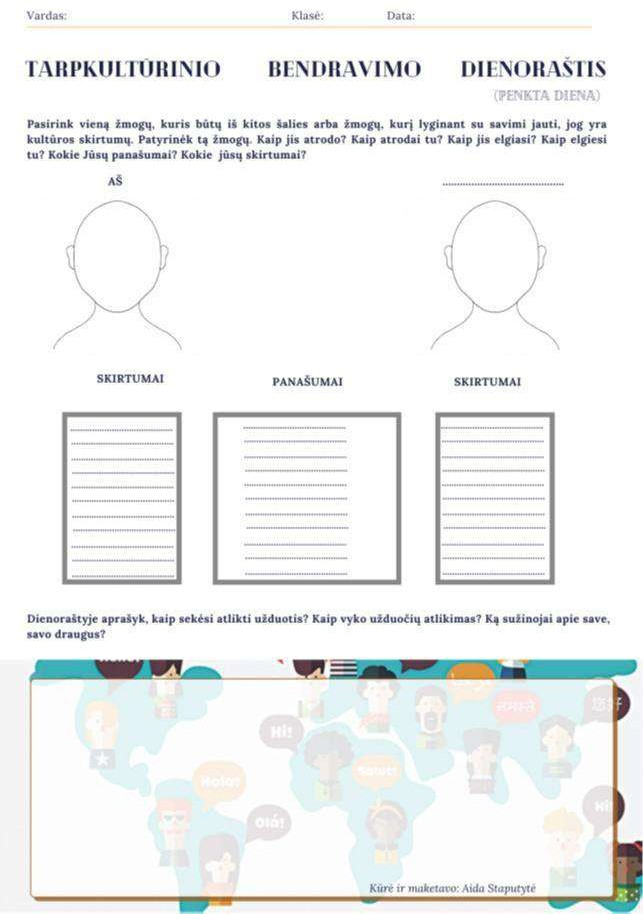 Vardas: Klasė: Data:
TARPKULTŪRINIO BENDRAVIMO DIENORAŠTIS
(PENKTA DIENA)
Pasirink vieną žmogų, kuris būtų iš kitos šalies arba žmogų, kurį lyginant su savimi jauti, jog yra
kultūros skirtumų. Patyrinėk tą žmogų. Kaip jis atrodo? Kaip atrodai tu? Kaip jis elgiasi? Kaip elgiesi
tu? Kokie Jūsų panašumai? Kokie jūsų skirtumai?
AŠ
SKIRTUMAI PANAŠUMAI SKIRTUMAI
Dienoraštyje aprašyk, kaip sekėsi atlikti užduotis? Kaip vyko užduočių atlikimas? Ką sužinojai apie save,
savo draugus?
नमस्ते
您好
Hi!
Hola!
Salut!
Olá!
Hi!
Kūrė ir maketavo: Aida Staputytė